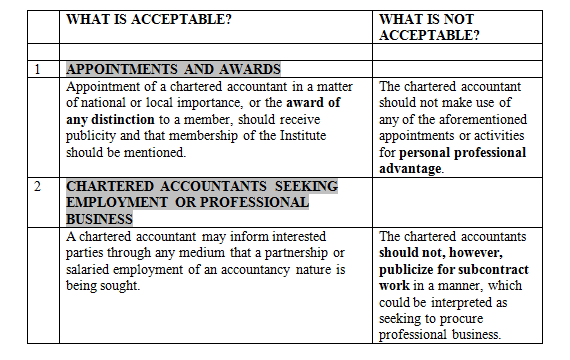 WHAT IS ACCEPTABLE?
WHAT IS NOT
ACCEPTABLE?
1
APPOINTMENTS AND AWARDS
Appointment of a chartered accountant in a matter
of national or local importance, or the award of
any distinction to a member, should receive
publicity and that membership of the Institute
should be mentioned.
The chartered accountant
should not make use of
any of the aforementioned
appointments or activities
for personal professional
advantage.
2
CHARTERED ACCOUNTANTS SEEKING
EMPLOYMENT OR PROFESSIONAL
BUSINESS
A chartered accountant may inform interested
parties through any medium that a partnership or
salaried employment of an accountancy nature is
being sought.
The chartered accountants
should not, however,
publicize for subcontract
work in a manner, which
could be interpreted as
seeking to procure
professional business.